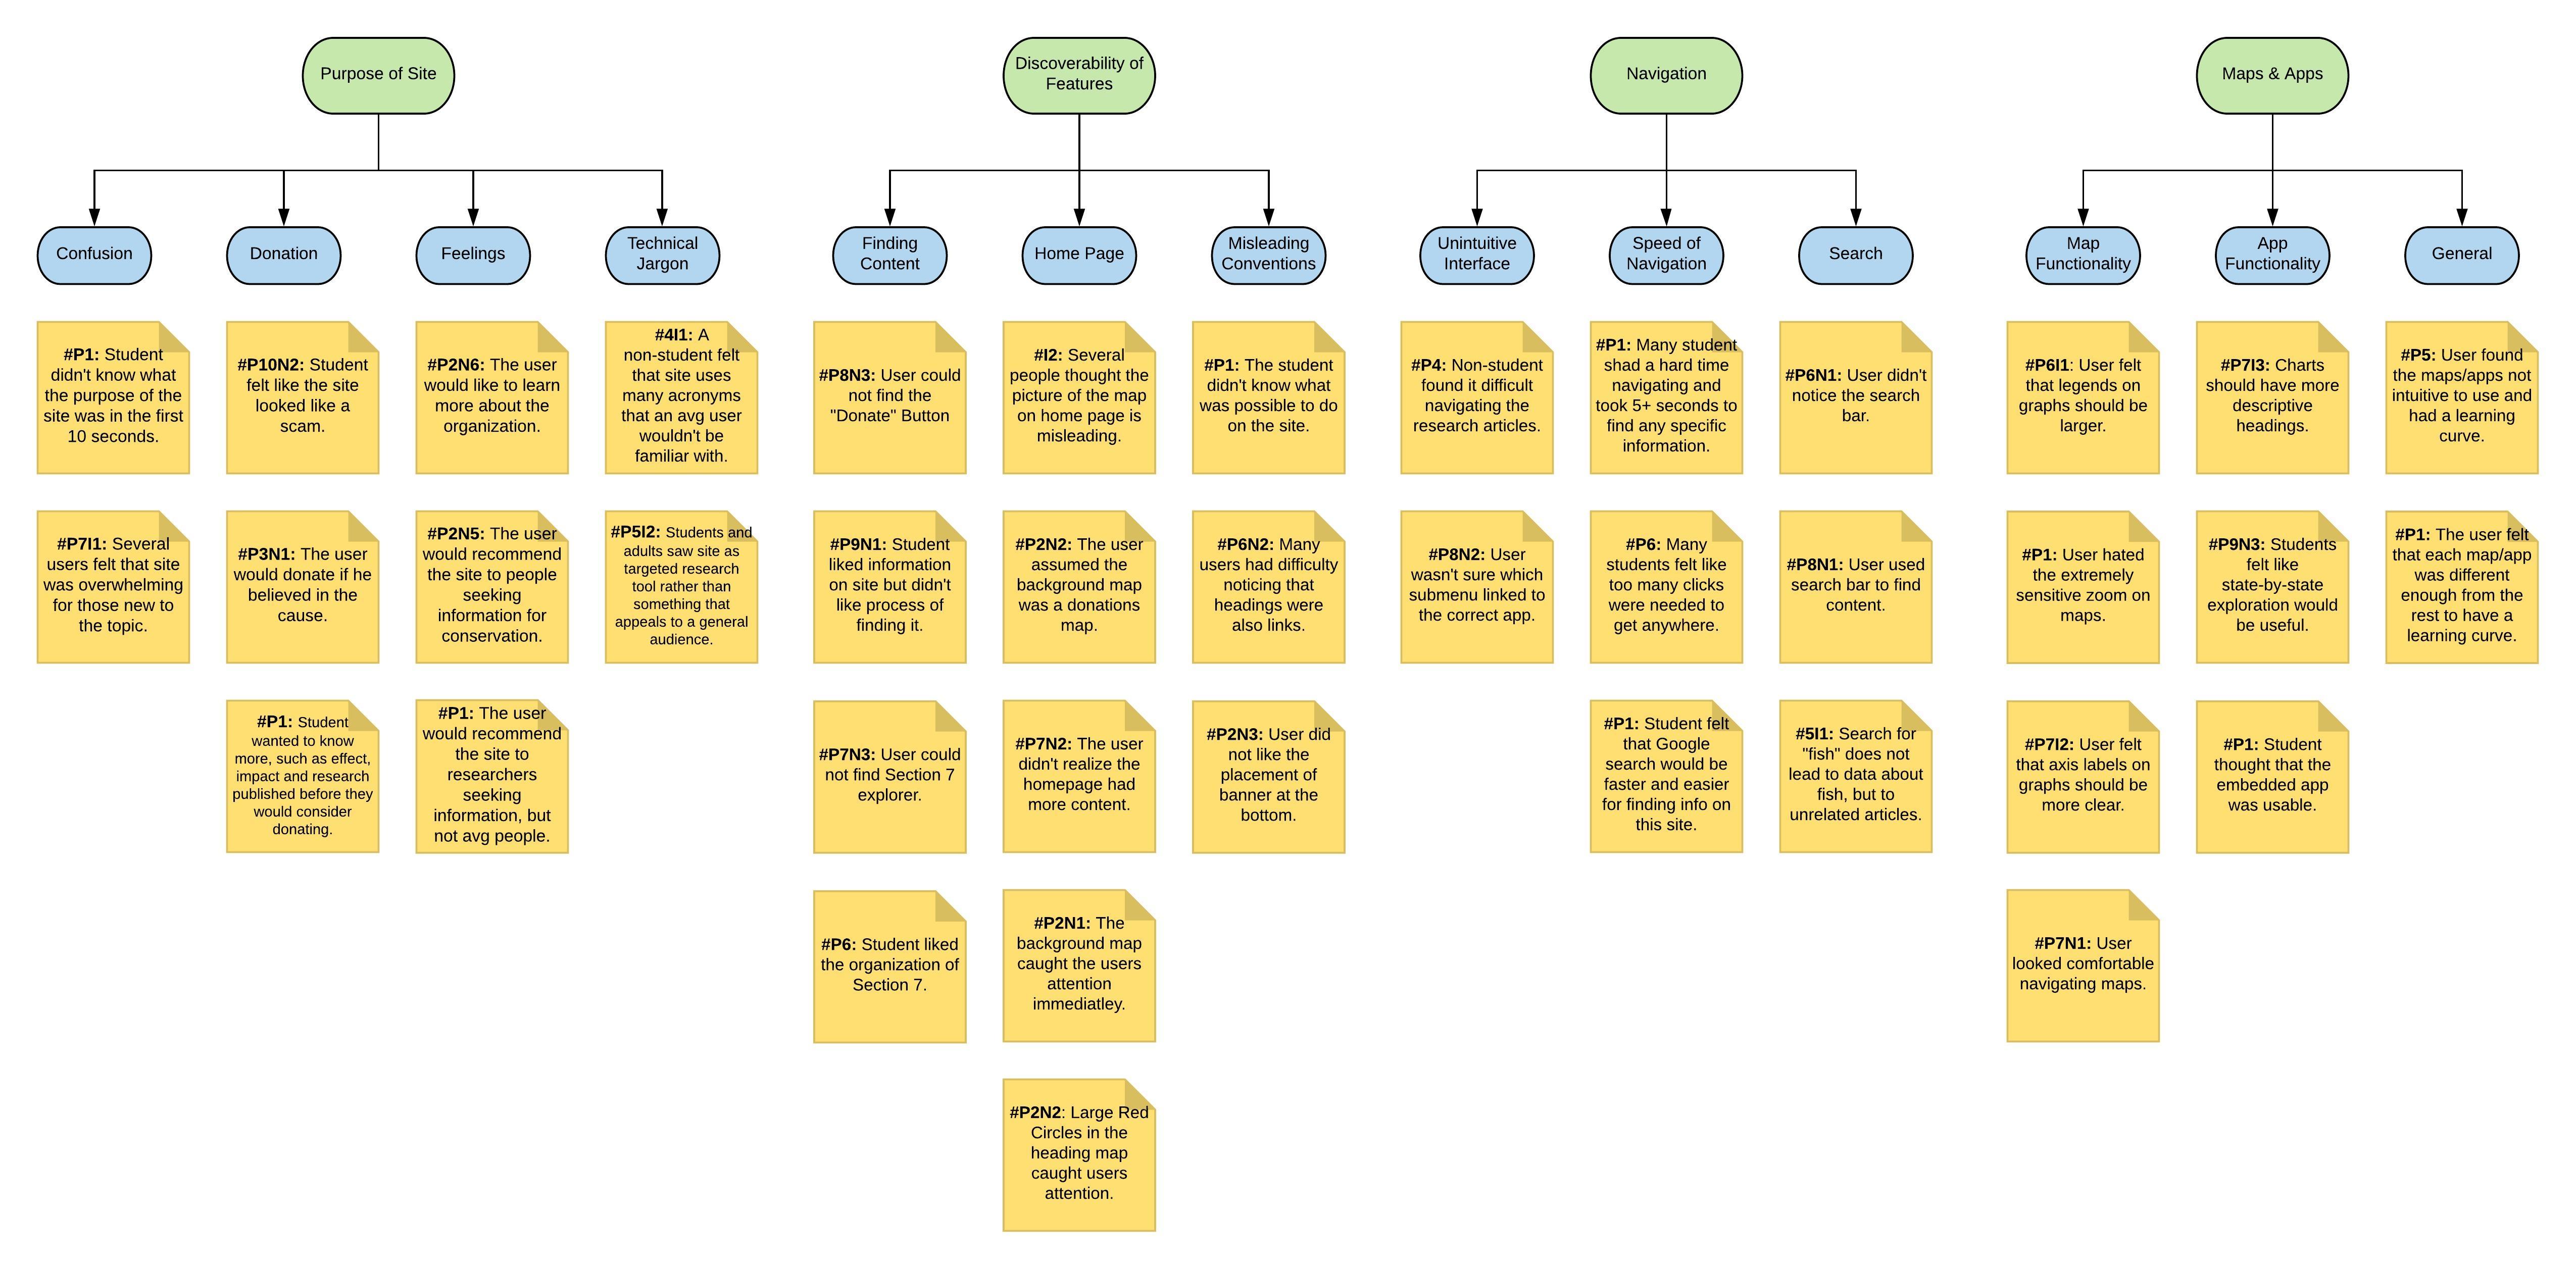 Purpose of Site
Discoverability of
Features
Navigation
Maps & Apps
Confusion
Donation
Feelings
Technical
Jargon
Finding
Content
Home Page
Misleading
Conventions
Unintuitive
Interface
Speed of
Navigation
Search
Map
Functionality
App
Functionality
General
#P1: Student
didn't know what
the purpose of the
site was in the first
10 seconds.
#P10N2: Student
felt like the site
looked like a
scam.
#P2N6: The user
would like to learn
more about the
organization.
#4I1: A
non-student felt
that site uses
many acronyms
that an avg user
wouldn't be
familiar with.
#P8N3: User could
not find the
"Donate" Button
#I2: Several
people thought the
picture of the map
on home page is
misleading.
#P1: The student
didn't know what
was possible to do
on the site.
#P4: Non-student
found it difficult
navigating the
research articles.
#P1: Many student
shad a hard time
navigating and
took 5+ seconds to
find any specific
information.
#P6N1: User didn't
notice the search
bar.
#P6I1: User felt
that legends on
graphs should be
larger.
#P7I3: Charts
should have more
descriptive
headings.
#P5: User found
the maps/apps not
intuitive to use and
had a learning
curve.
#P7I1: Several
users felt that site
was overwhelming
for those new to
the topic.
#P3N1: The user
would donate if he
believed in the
cause.
#P2N5: The user
would recommend
the site to people
seeking
information for
conservation.
#P5I2: Students and
adults saw site as
targeted research
tool rather than
something that
appeals to a general
audience.
#P9N1: Student
liked information
on site but didn't
like process of
finding it.
#P2N2: The user
assumed the
background map
was a donations
map.
#P6N2: Many
users had difficulty
noticing that
headings were
also links.
#P8N2: User
wasn't sure which
submenu linked to
the correct app.
#P6: Many
students felt like
too many clicks
were needed to
get anywhere.
#P8N1: User used
search bar to find
content.
#P1: User hated
the extremely
sensitive zoom on
maps.
#P9N3: Students
felt like
state-by-state
exploration would
be useful.
#P1: The user felt
that each map/app
was different
enough from the
rest to have a
learning curve.
#P1: Student
wanted to know
more, such as effect,
impact and research
published before they
would consider
donating.
#P1: The user
would recommend
the site to
researchers
seeking
information, but
not avg people.
#P7N3: User could
not find Section 7
explorer.
#P7N2: The user
didn't realize the
homepage had
more content.
#P2N3: User did
not like the
placement of
banner at the
bottom.
#P1: Student felt
that Google
search would be
faster and easier
for finding info on
this site.
#5I1: Search for
"fish" does not
lead to data about
fish, but to
unrelated articles.
#P7I2: User felt
that axis labels on
graphs should be
more clear.
#P1: Student
thought that the
embedded app
was usable.
#P6: Student liked
the organization of
Section 7.
#P2N1: The
background map
caught the users
attention
immediatley.
#P7N1: User
looked comfortable
navigating maps.
#P2N2: Large Red
Circles in the
heading map
caught users
attention.